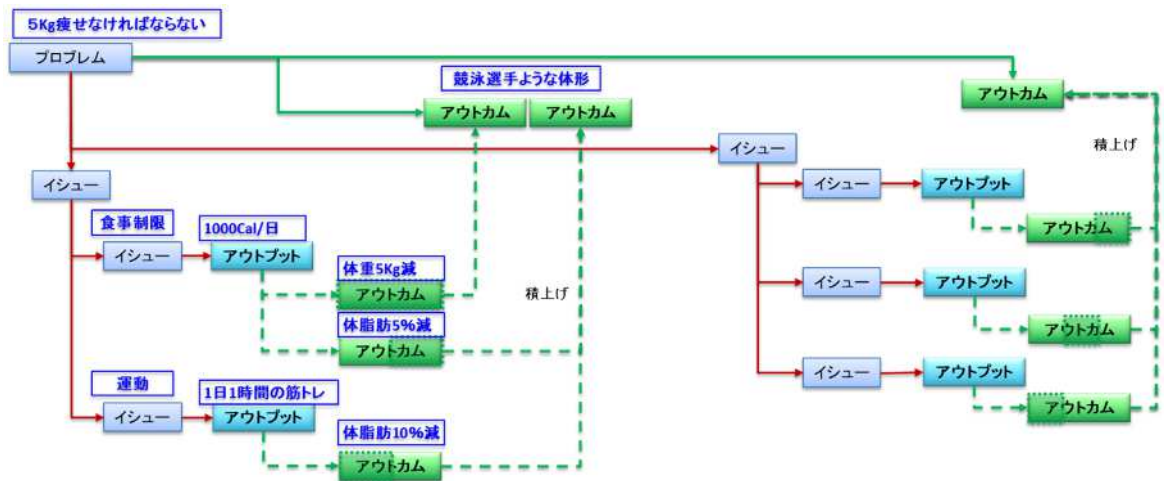 5Kg痩せなければならない
プロブレム
競泳選手ような体形
アウトカム
アウトカム
アウトカム
積上げ
イシュー
イシュー
イシュー
アウトプット
アウトカム
食事制限
1000Cal/日
イシュー
アウトプット
体重5Kg減
アウトカム
積上げ
イシュー
アウトプット
アウトカム
体脂肪5%減
アウトカム
運動
1日1時間の筋トレ
イシュー
アウトプット
イシュー
アウトプット
アウトカム
体脂肪10%減
アウトカム